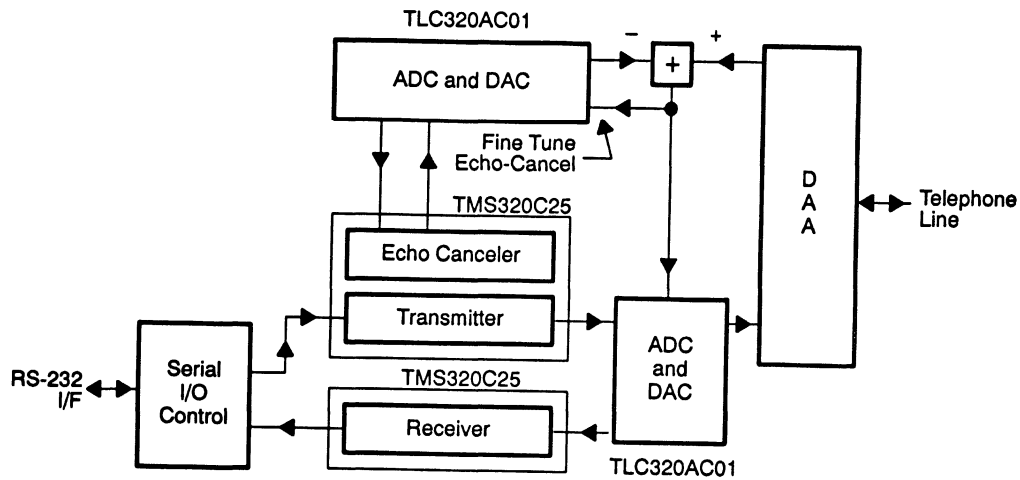 TLC320AC01
ADC and DAC
−
+
+
Fine Tune
Echo-Cancel
D
A
A
Telephone
Line
TMS320C25
Echo Canceler
Transmitter
ADC
and
DAC
TLC320AC01
RS-232
I/F
Serial
I/O
Control
TMS320C25
Receiver